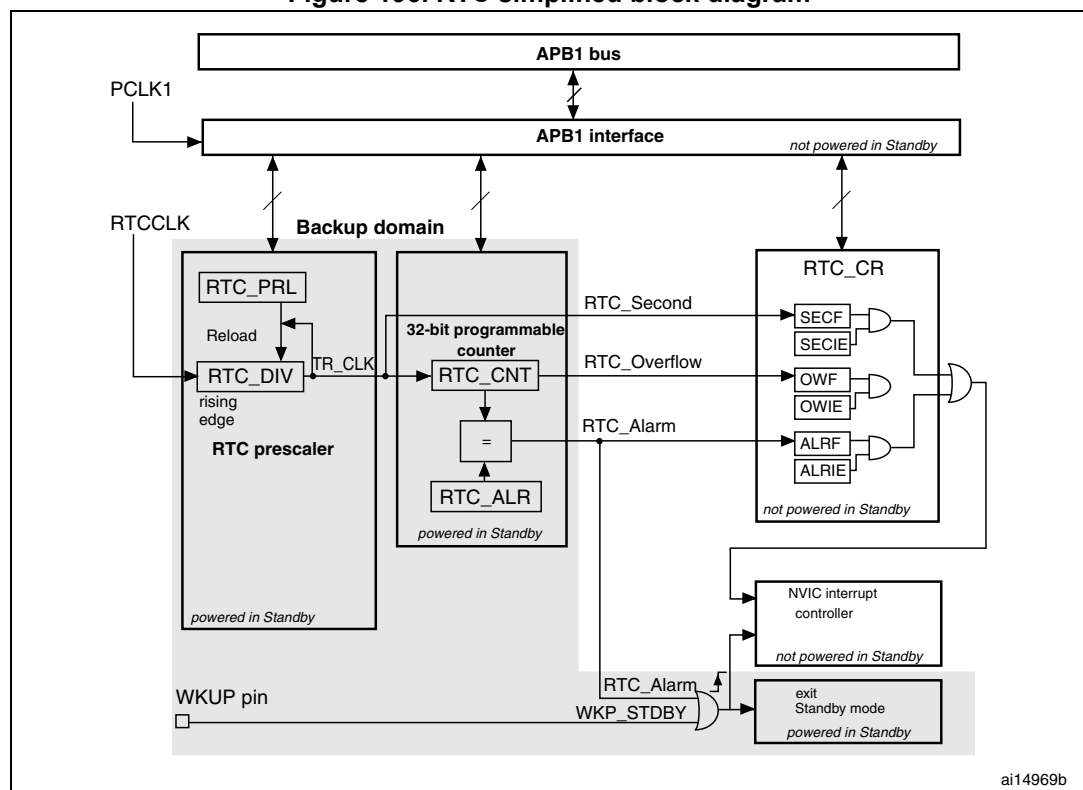 APB1 bus
PCLK1
APB1 interface
not powered in Standby
RTCCLK
Backup domain
RTC_PRL
Reload
RTC_DIV
rising
edge
TR_CLK
RTC prescaler
powered in Standby
32-bit programmable
counter
RTC_CNT
=
RTC_ALR
powered in Standby
RTC_Second
RTC_Overflow
RTC_Alarm
RTC_CR
SECF
SECIE
OWF
OWIE
ALRF
ALRIE
not powered in Standby
NVIC interrupt
controller
not powered in Standby
WKUP pin
RTC_Alarm
WKP_STDBY
exit
Standby mode
powered in Standby
ai14969b